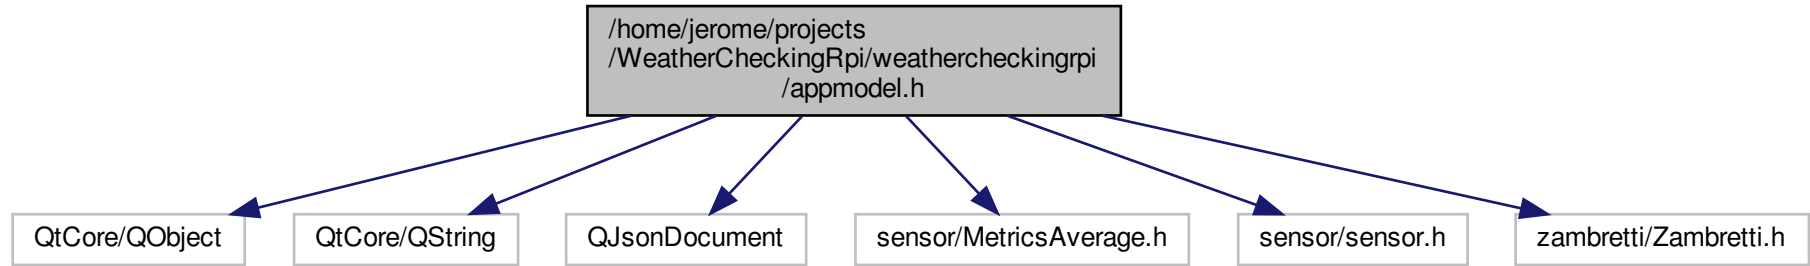 /home/jerome/projects
/WeatherCheckingRpi/weathercheckingrpi
/appmodel.h
QtCore/QObject
QtCore/QString
QJsonDocument
sensor/MetricsAverage.h
sensor/sensor.h
zambretti/Zambretti.h